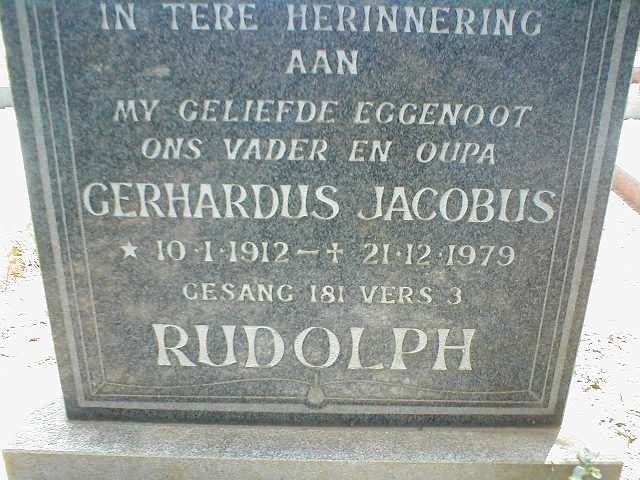 IN TERE HERINNERING
AAN
MY GELIEFDE EGGENOOT
ONS VADER EN OUPA
GERHARDUS JACOBUS
★ 10·1·1912 – ✝ 21·12·1979
GESANG 181 VERS 3
RUDOLPH